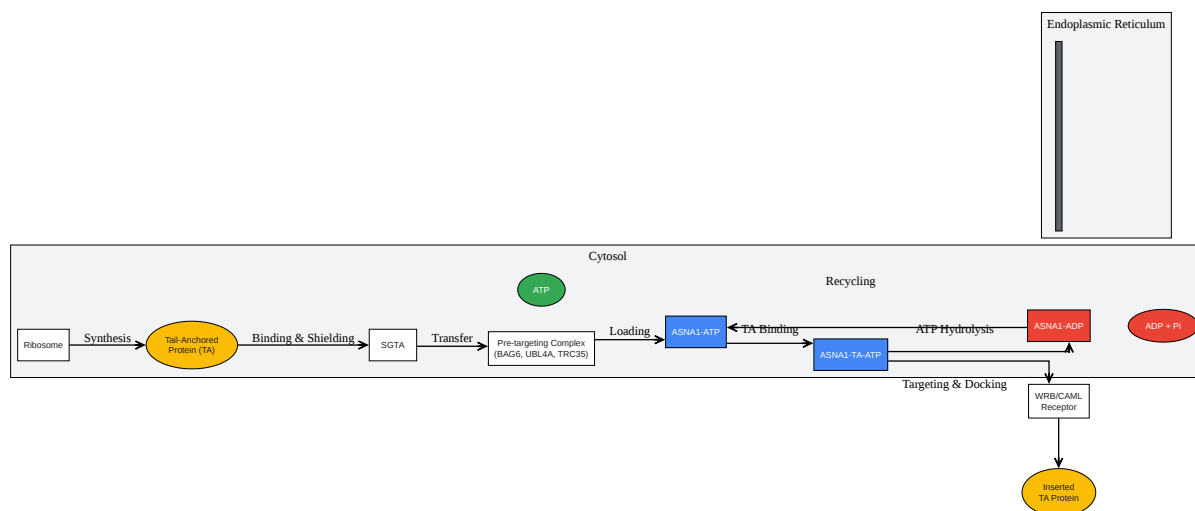 Endoplasmic Reticulum
Cytosol
ATP
Recycling
Ribosome
Synthesis
Tail-Anchored
Protein (TA)
Binding & Shielding
SGTA
Transfer
Pre-targeting Complex
(BAG6, UBL4A, TRC35)
Loading
ASNA1-ATP
TA Binding
ASNA1-TA-ATP
ATP Hydrolysis
ASNA1-ADP
ADP + Pi
Targeting & Docking
WRB/CAML
Receptor
Inserted
TA Protein